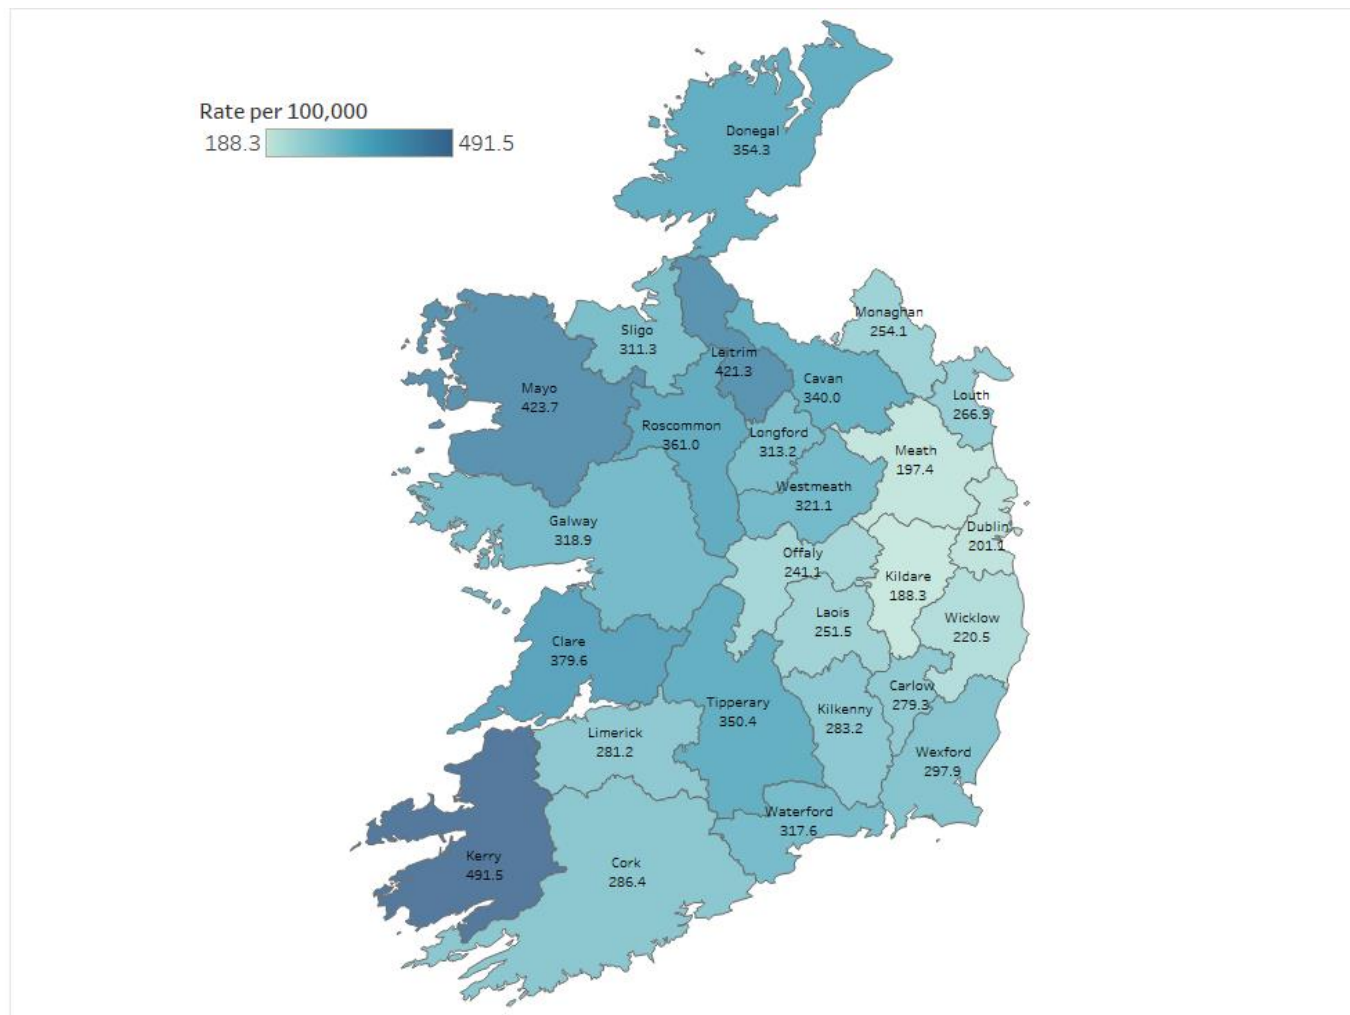 Rate per 100,000
188.3 491.5
Donegal
354.3
Monaghan
254.1
Sligo
311.3
Leitrim
421.3
Cavan
340.0
Mayo
423.7
Louth
266.9
Roscommon
361.0
Longford
313.2
Meath
197.4
Westmeath
321.1
Galway
318.9
Dublin
201.1
Offaly
241.1
Kildare
188.3
Laois
251.5
Wicklow
220.5
Clare
379.6
Carlow
279.3
Tipperary
350.4
Kilkenny
283.2
Limerick
281.2
Wexford
297.9
Waterford
317.6
Kerry
491.5
Cork
286.4